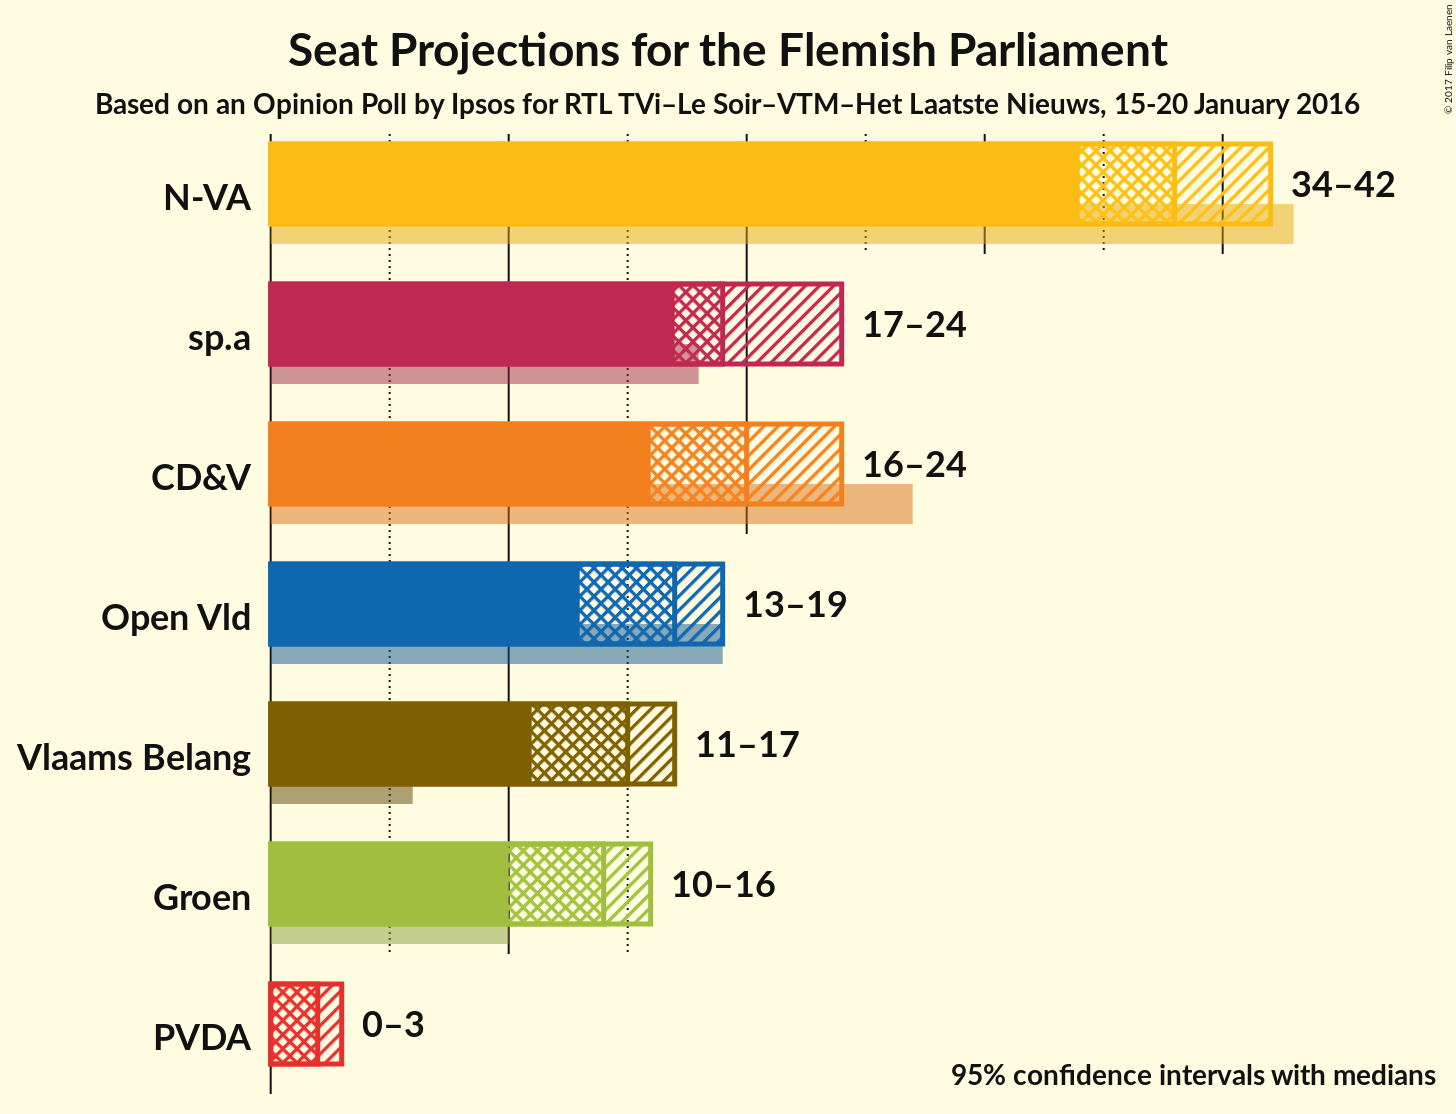 Seat Projections for the Flemish Parliament
Based on an Opinion Poll by Ipsos for RTL TVi–Le Soir–VTM–Het Laatste Nieuws, 15-20 January 2016
© 2017 Filip van Laenen
N-VA
34–42
sp.a
17–24
CD&V
16–24
Open Vld
13–19
Vlaams Belang
11–17
Groen
10–16
PVDA
0–3
95% confidence intervals with medians